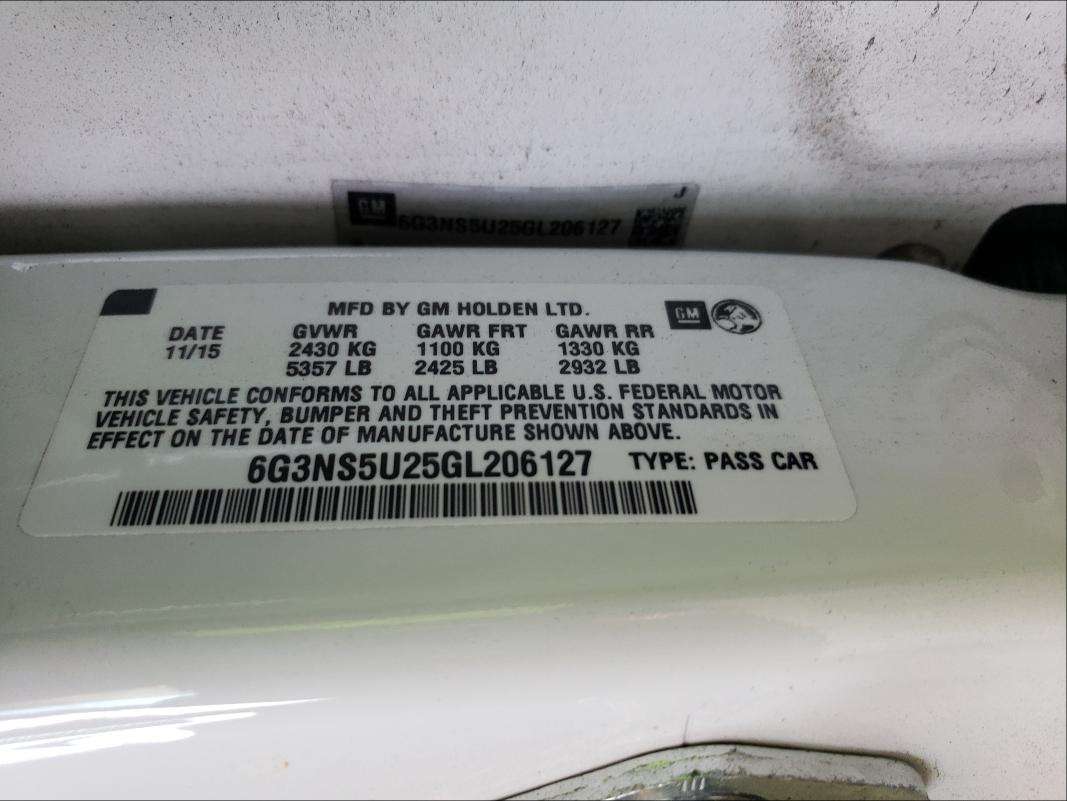 J
GM
6G3NS5U25GL206127
MFD BY GM HOLDEN LTD.
GM
DATE GVWR GAWR FRT GAWR RR
11/15 2430 KG 1100 KG 1330 KG
5357 LB 2425 LB 2932 LB
THIS VEHICLE CONFORMS TO ALL APPLICABLE U.S. FEDERAL MOTOR
VEHICLE SAFETY, BUMPER AND THEFT PREVENTION STANDARDS IN
EFFECT ON THE DATE OF MANUFACTURE SHOWN ABOVE.
6G3NS5U25GL206127 TYPE: PASS CAR